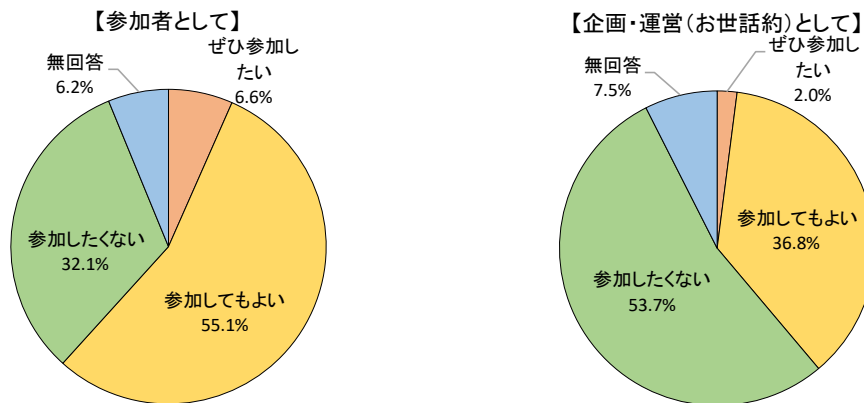 【参加者として】
無回答
6.2%
ぜひ参加し
たい
6.6%
参加したくない
32.1%
参加してもよい
55.1%
【企画・運営(お世話約)として】
無回答
7.5%
ぜひ参加し
たい
2.0%
参加してもよい
36.8%
参加したくない
53.7%